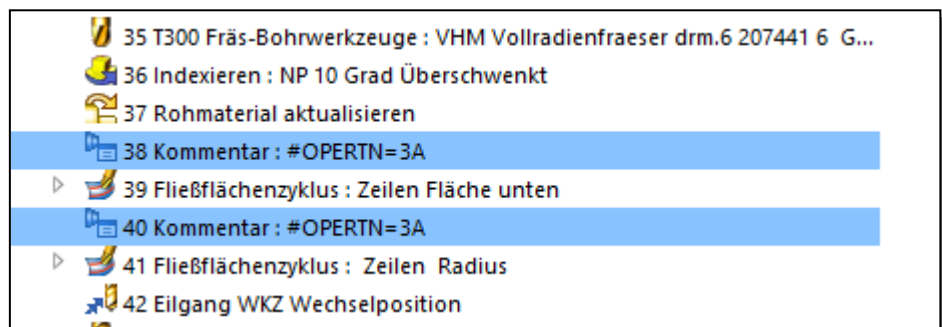 35 T300 Fräs-Bohrwerkzeuge : VHM Vollradienfraeser drm.6 207441 6 G...
36 Indexieren : NP 10 Grad Überschwenkt
37 Rohmaterial aktualisieren
38 Kommentar : #OPERTN=3A
39 Fließflächenzyklus : Zeilen Fläche unten
40 Kommentar : #OPERTN=3A
41 Fließflächenzyklus : Zeilen Radius
42 Eilgang WKZ Wechselposition